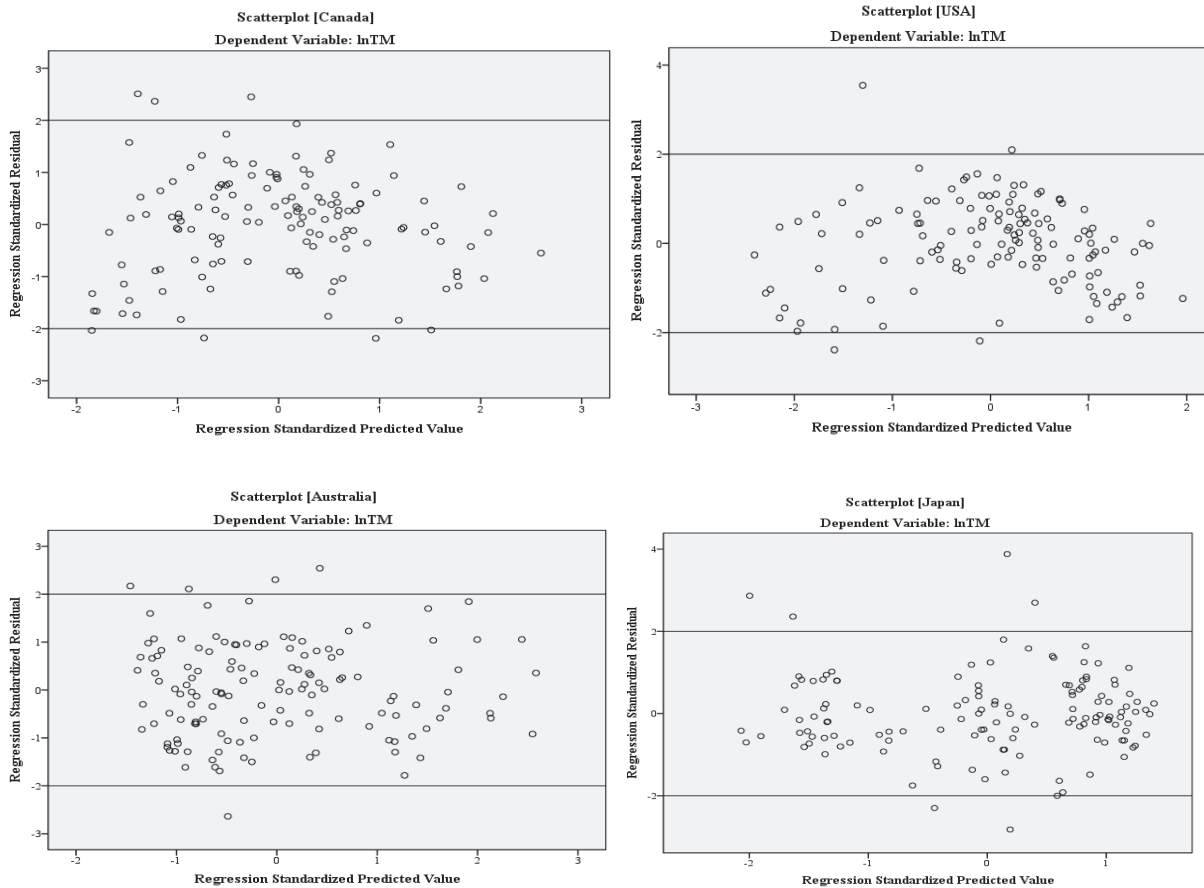 Scatterplot [Canada]
Dependent Variable: lnTM
3
2
1
0
-1
-2
-3
Regression Standardized Residual
-2
-1
0
1
2
3
Regression Standardized Predicted Value
Scatterplot [USA]
Dependent Variable: lnTM
4
2
0
-2
Regression Standardized Residual
-3
-2
-1
0
1
2
Regression Standardized Predicted Value
Scatterplot [Australia]
Dependent Variable: lnTM
3
2
1
0
-1
-2
-3
Regression Standardized Residual
-2
-1
0
1
2
3
Regression Standardized Predicted Value
Scatterplot [Japan]
Dependent Variable: lnTM
4
2
0
-2
Regression Standardized Residual
-2
-1
0
1
Regression Standardized Predicted Value